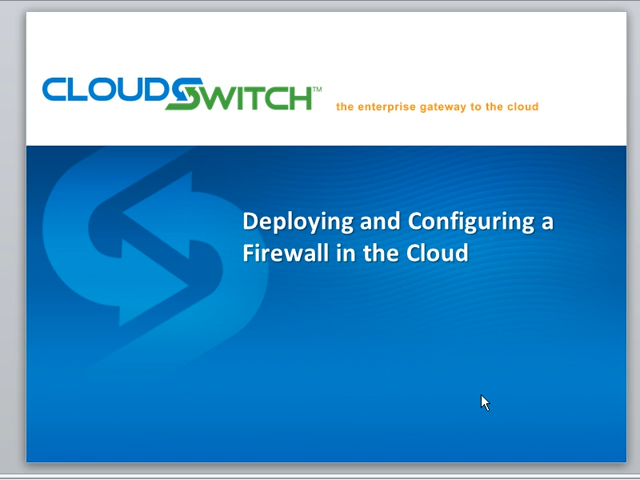 CLOUDSWITCH™ the enterprise gateway to the cloud
Deploying and Configuring a
Firewall in the Cloud